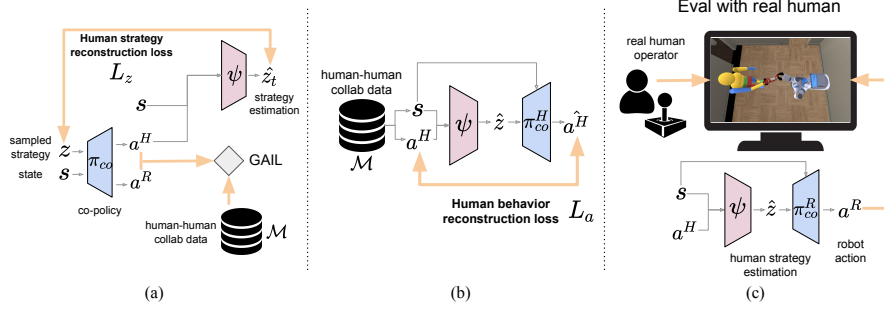 Human strategy
reconstruction loss
L_z
ψ
ẑ_t
strategy
estimation
s
sampled
strategy
z
state
s
π_co
a^H
a^R
co-policy
GAIL
human-human
collab data
M
(a)
human-human
collab data
M
s
a^H
ψ
ẑ
π_co^H
â^H
Human behavior
reconstruction loss
L_a
(b)
Eval with real human
real human
operator
s
a^H
ψ
ẑ
π_co^R
a^R
human strategy
estimation
robot
action
(c)